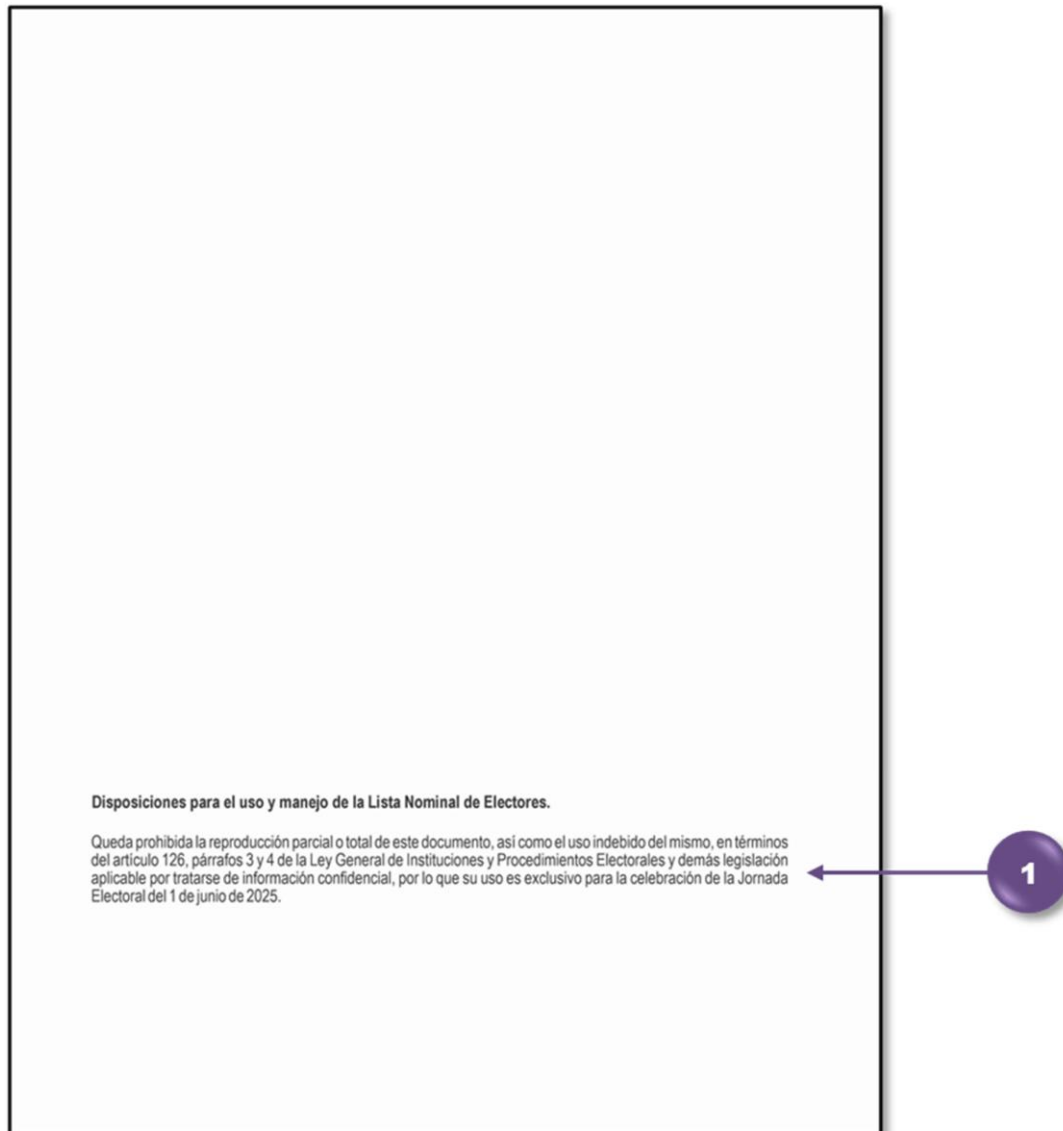 Disposiciones para el uso y manejo de la Lista Nominal de Electores.
Queda prohibida la reproducción parcial o total de este documento, así como el uso indebido del mismo, en términos
del artículo 126, párrafos 3 y 4 de la Ley General de Instituciones y Procedimientos Electorales y demás legislación
aplicable por tratarse de información confidencial, por lo que su uso es exclusivo para la celebración de la Jornada
Electoral del 1 de junio de 2025.
1